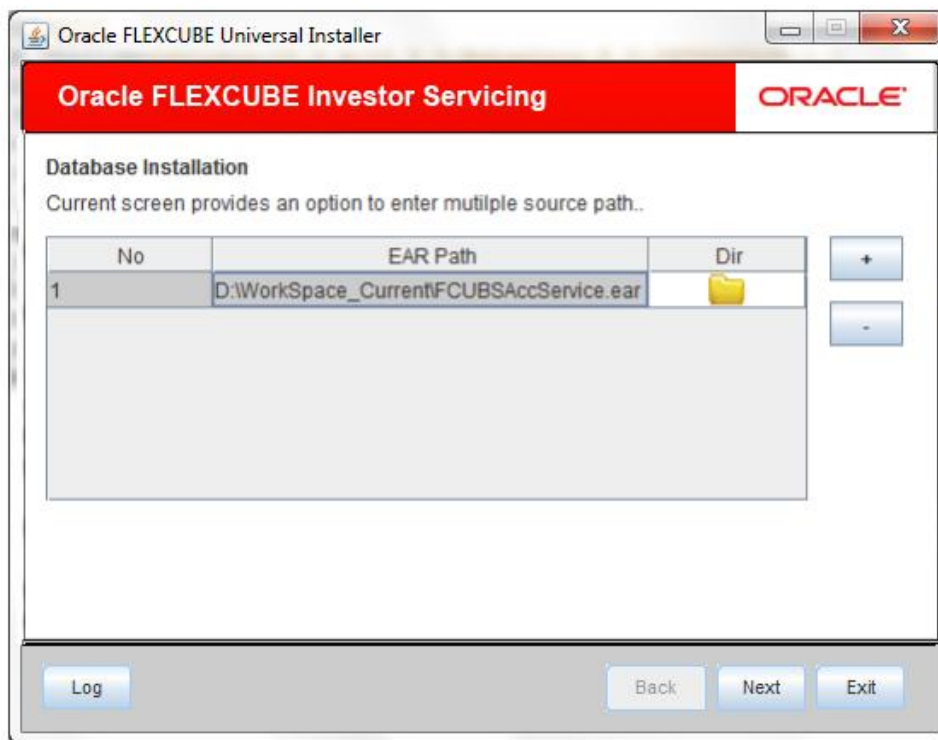 Oracle FLEXCUBE Universal Installer
Oracle FLEXCUBE Investor Servicing
ORACLE
Database Installation
Current screen provides an option to enter mutilple source path..
No EAR Path Dir
1 D:\WorkSpace_Current\FCUBSAccService.ear
+
-
Log Back Next Exit